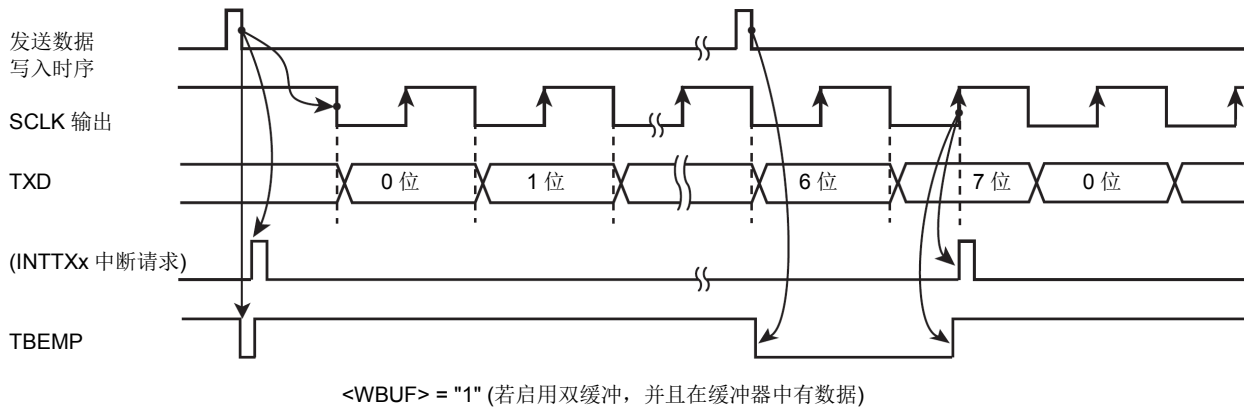 发送数据
写入时序
SCLK 输出
TXD
0 位
1 位
6 位
7 位
0 位
(INTTXx 中断请求)
TBEMP
<WBUF> = "1" (若启用双缓冲，并且在缓冲器中有数据)